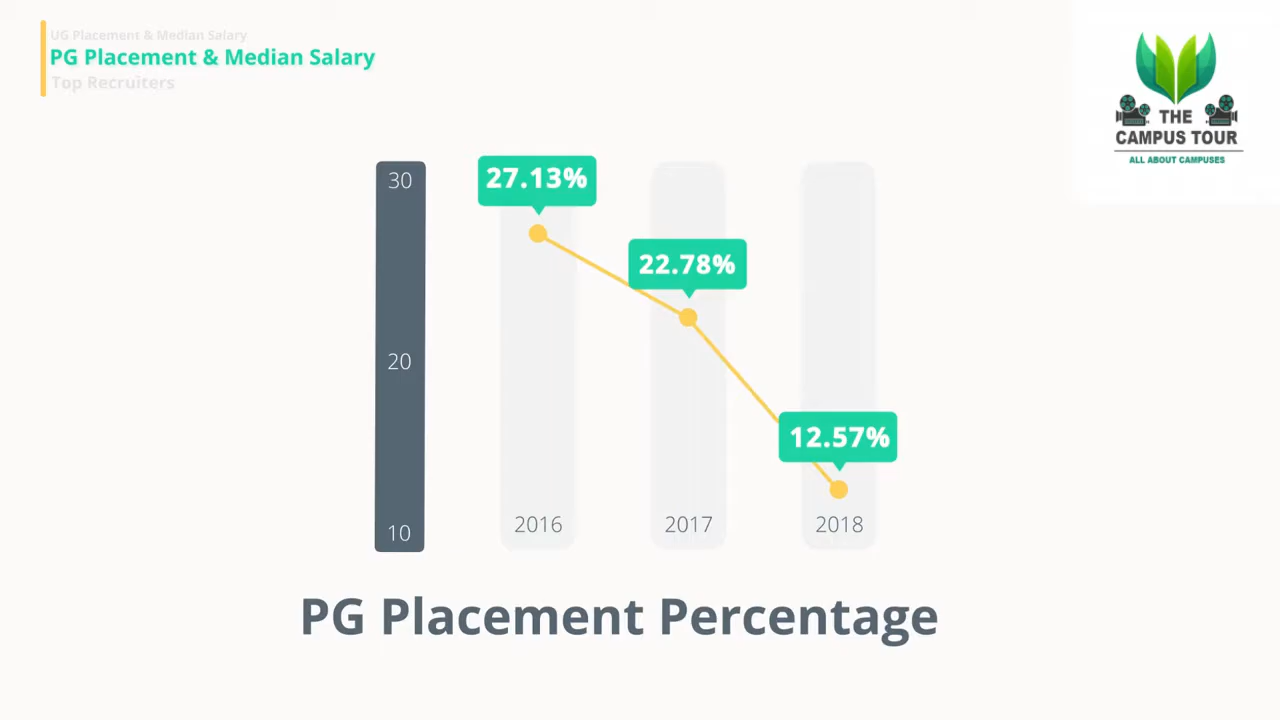 UG Placement & Median Salary
PG Placement & Median Salary
Top Recruiters
THE
CAMPUS TOUR
ALL ABOUT CAMPUSES
30
20
10
27.13%
22.78%
12.57%
2016
2017
2018
PG Placement Percentage